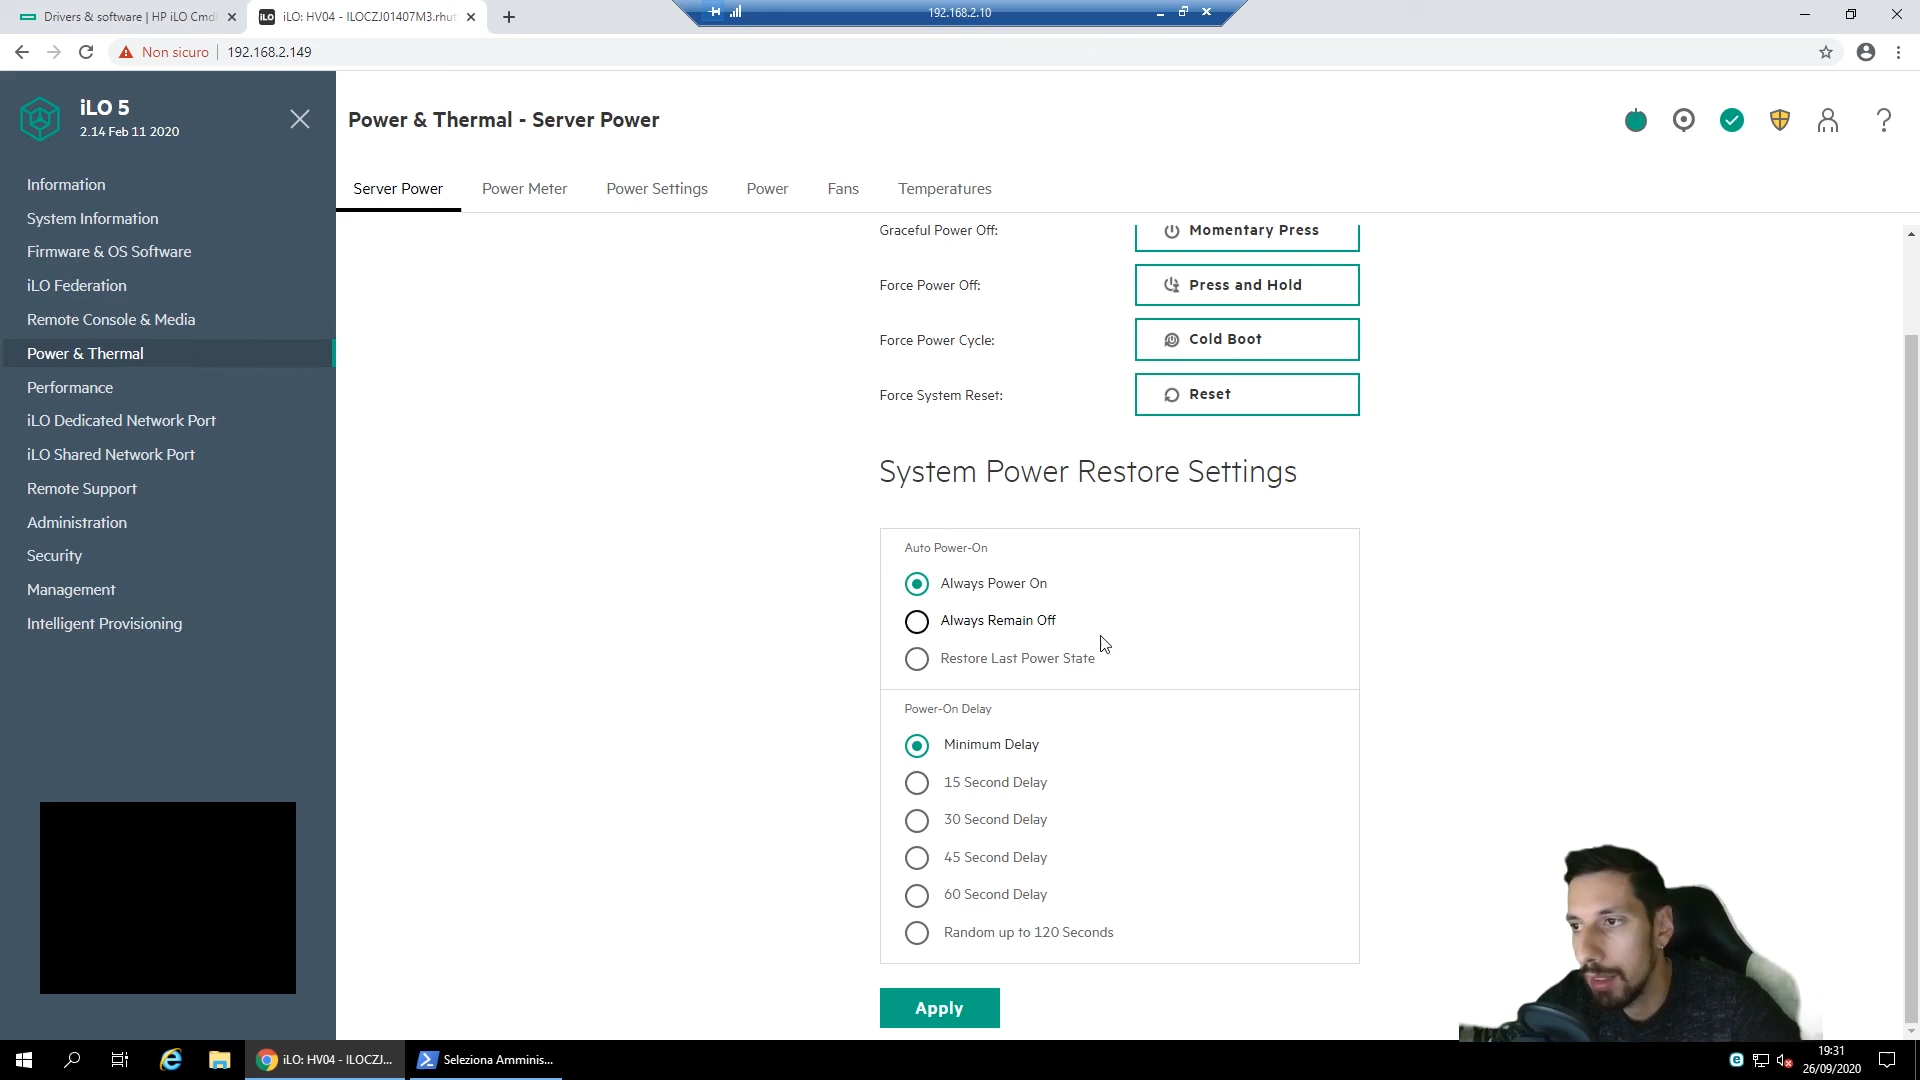 Drivers & software | HP iLO Cmd
iLO: HV04 - ILOCZJ01407M3.rhut
192.168.2.10
Non sicuro
192.168.2.149
iLO 5
2.14 Feb 11 2020
Power & Thermal - Server Power
Information
System Information
Firmware & OS Software
iLO Federation
Remote Console & Media
Power & Thermal
Performance
iLO Dedicated Network Port
iLO Shared Network Port
Remote Support
Administration
Security
Management
Intelligent Provisioning
Server Power
Power Meter
Power Settings
Power
Fans
Temperatures
Graceful Power Off:
Momentary Press
Force Power Off:
Press and Hold
Force Power Cycle:
Cold Boot
Force System Reset:
Reset
System Power Restore Settings
Auto Power-On
Always Power On
Always Remain Off
Restore Last Power State
Power-On Delay
Minimum Delay
15 Second Delay
30 Second Delay
45 Second Delay
60 Second Delay
Random up to 120 Seconds
Apply
iLO: HV04 - ILOCZJ...
Seleziona Amminis...
19:31
26/09/2020